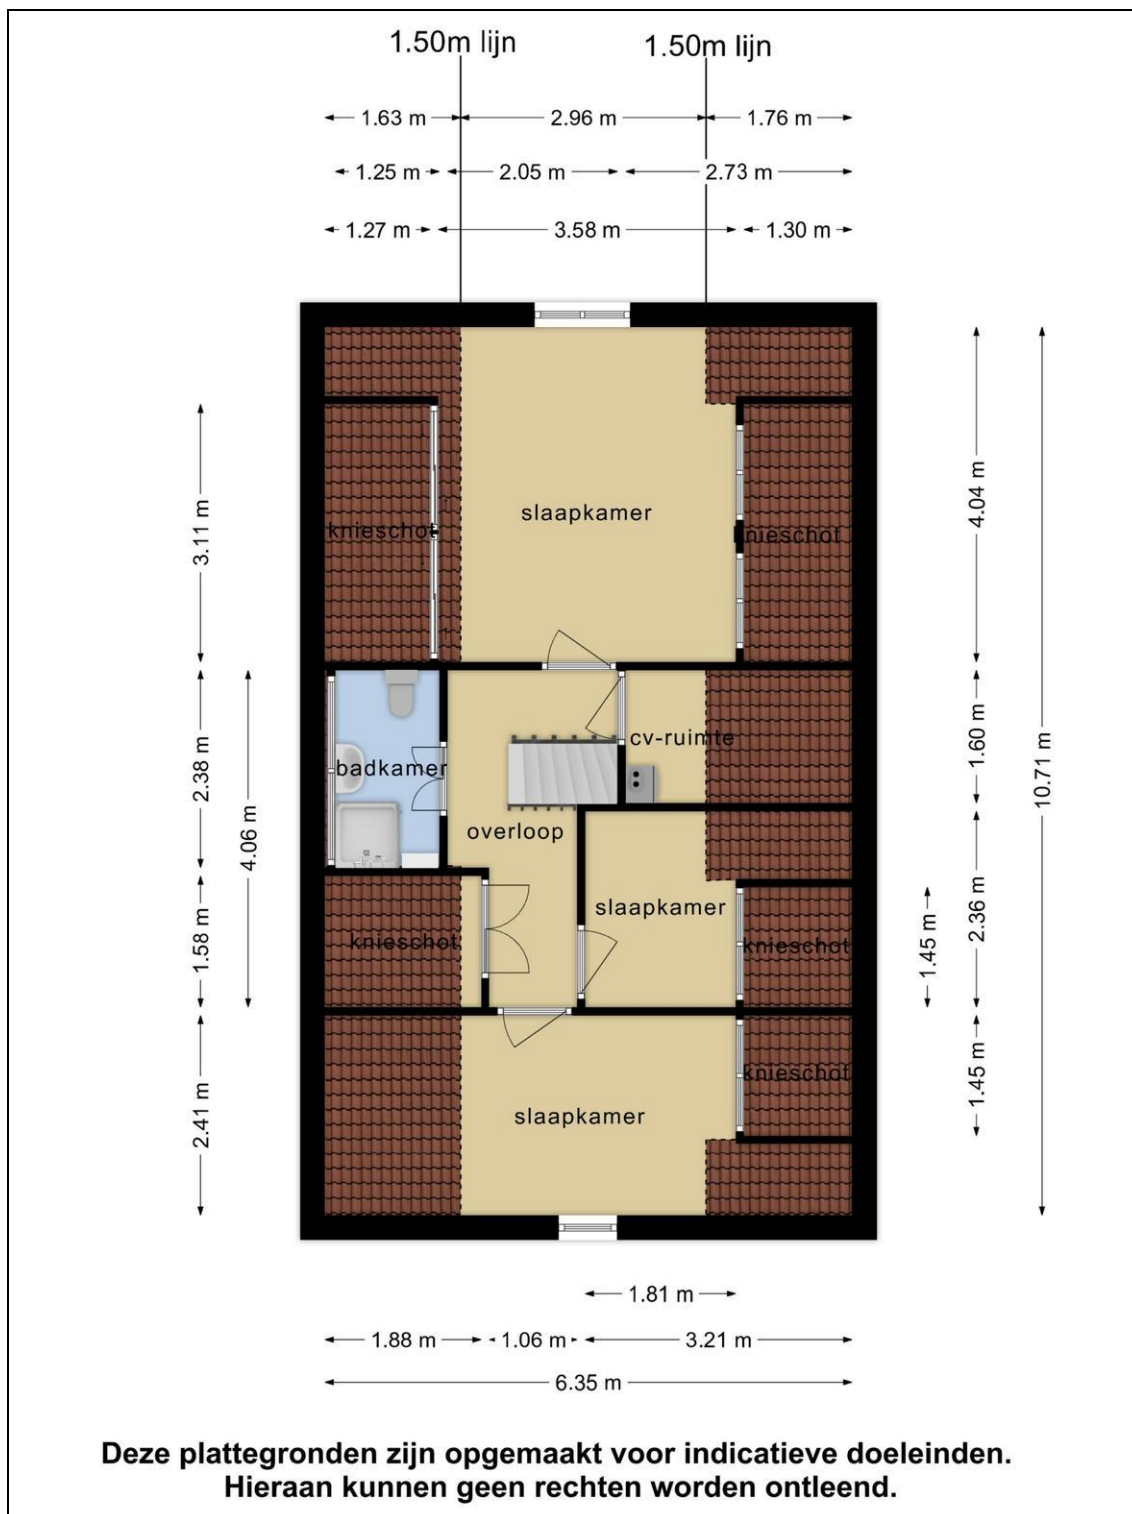 1.50m lijn
1.50m lijn
1.63 m
2.96 m
1.76 m
1.25 m
2.05 m
2.73 m
1.27 m
3.58 m
1.30 m
3.11 m
4.04 m
slaapkamer
knieschot
knieschot
2.38 m
4.06 m
1.60 m
10.71 m
cv-ruimte
badkamer
overloop
slaapkamer
2.36 m
1.45 m
1.58 m
knieschot
knieschot
1.45 m
knieschot
2.41 m
slaapkamer
1.81 m
1.88 m
1.06 m
3.21 m
6.35 m
Deze plattegronden zijn opgemaakt voor indicatieve doeleinden.
Hieraan kunnen geen rechten worden ontleend.